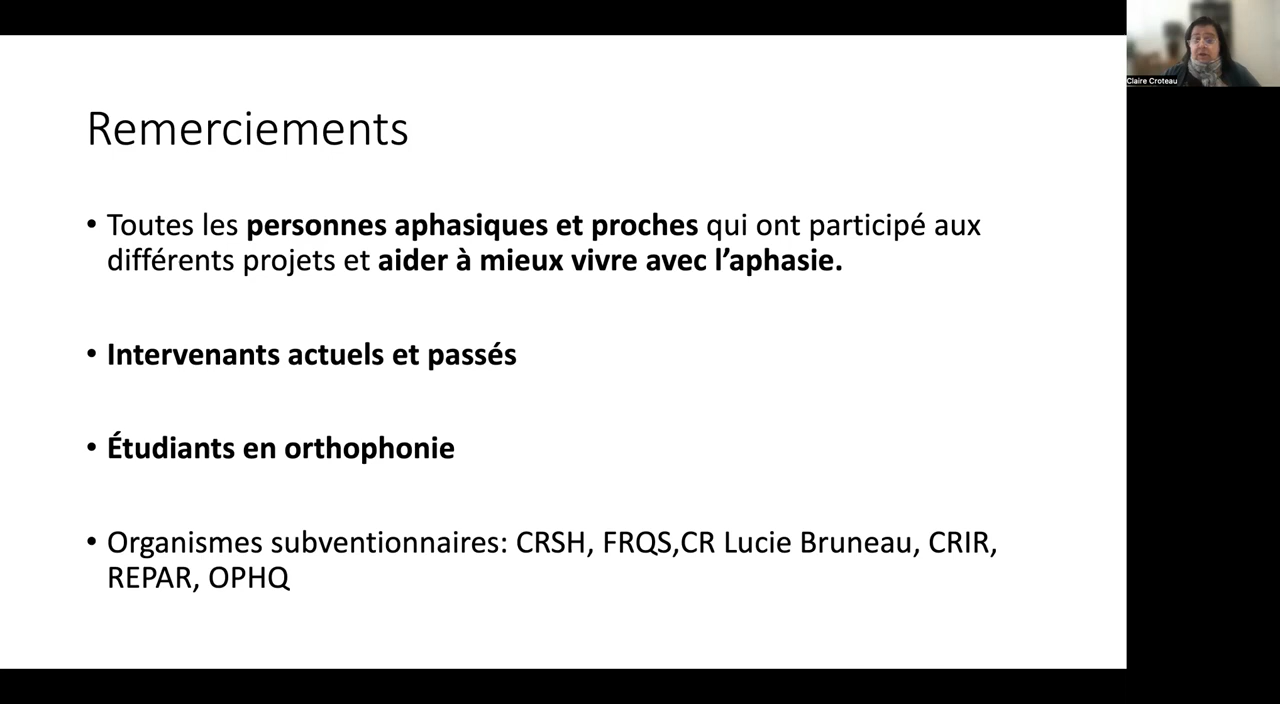 Remerciements
• Toutes les personnes aphasiques et proches qui ont participé aux
différents projets et aider à mieux vivre avec l’aphasie.
• Intervenants actuels et passés
• Étudiants en orthophonie
• Organismes subventionnaires: CRSH, FRQS,CR Lucie Bruneau, CRIR,
REPAR, OPHQ
Claire Croteau